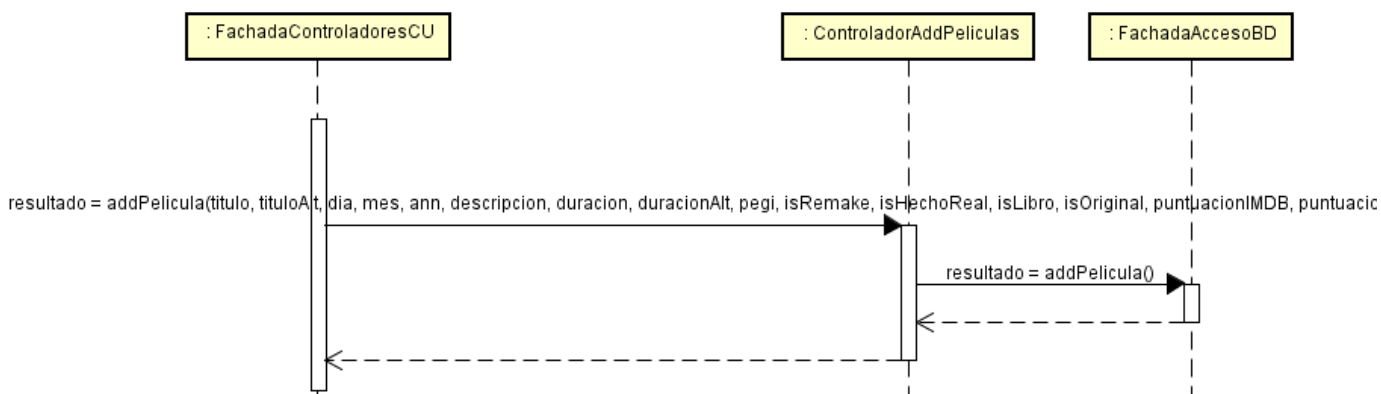 : FachadaControladoresCU
: ControladorAddPeliculas
: FachadaAccesoBD
resultado = addPelicula(titulo, tituloAlt, dia, mes, ann, descripcion, duracion, duracionAlt, pegi, isRemake, isHechoReal, isLibro, isOriginal, puntuacionIMDB, puntuacio
resultado = addPelicula()